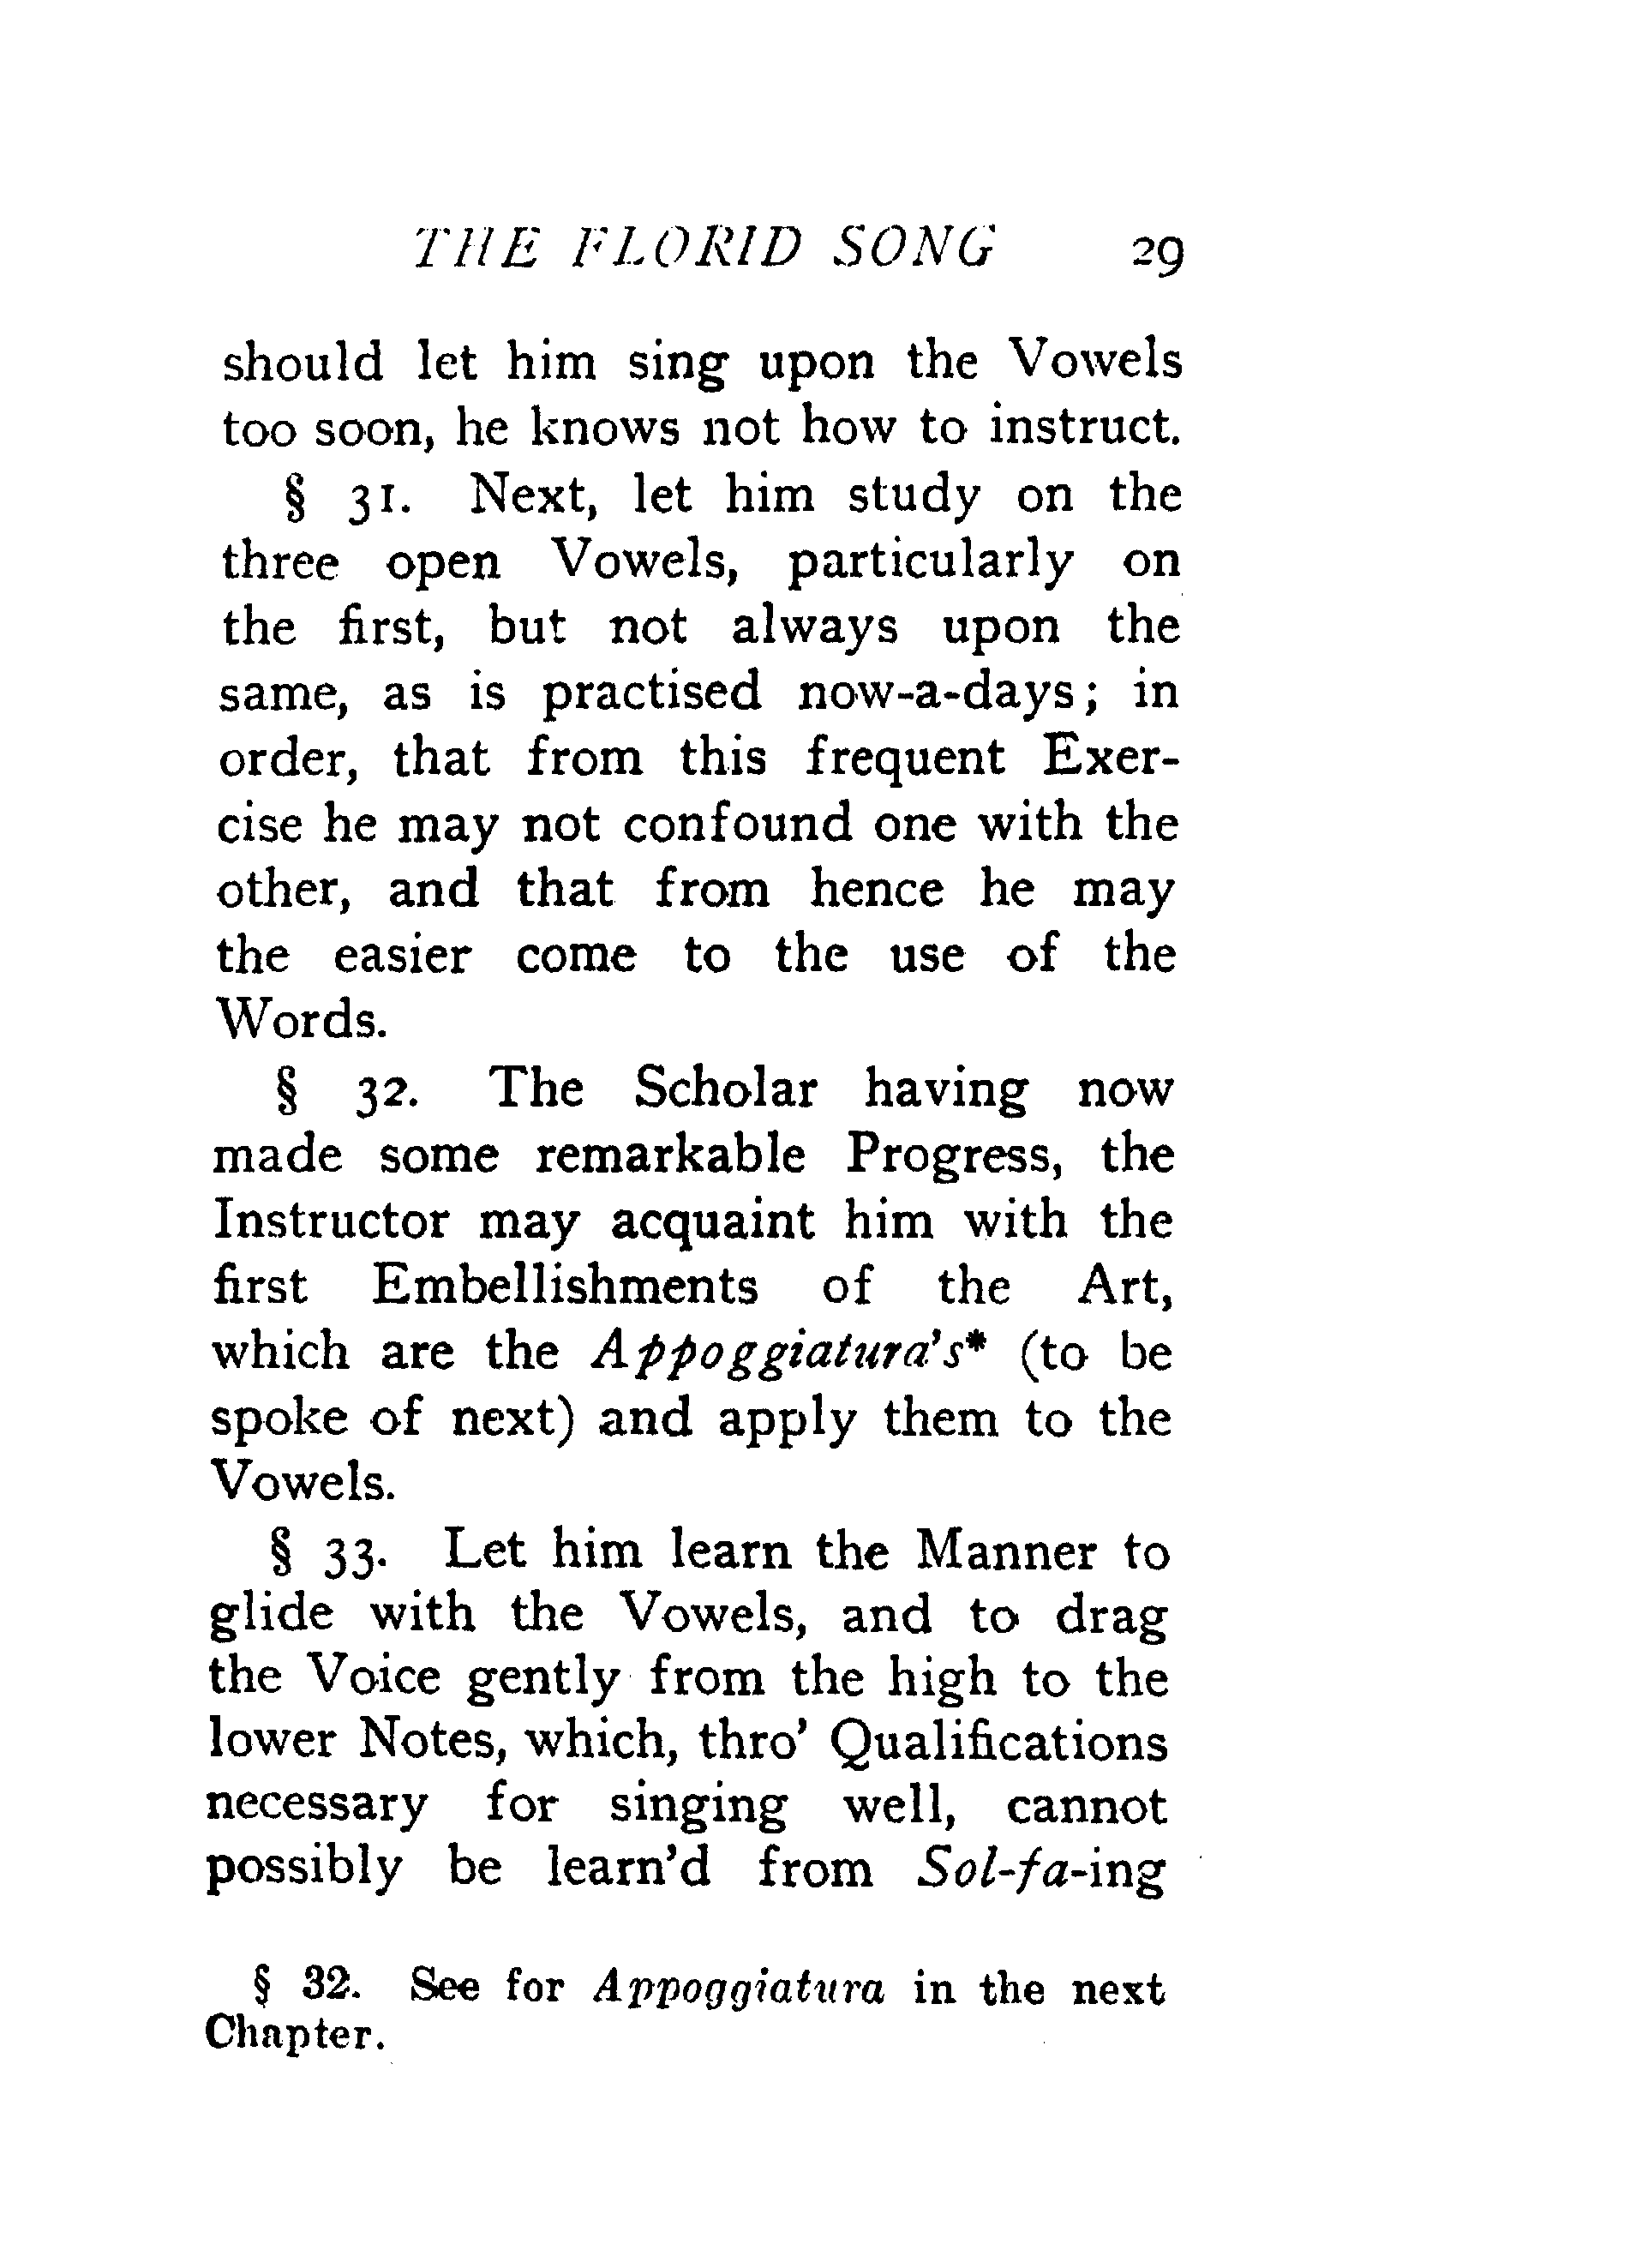 THE FLORID SONG 29
should let him sing upon the Vowels
too soon, he knows not how to instruct.
§ 31. Next, let him study on the
three open Vowels, particularly on
the first, but not always upon the
same, as is practised now-a-days; in
order, that from this frequent Exer-
cise he may not confound one with the
other, and that from hence he may
the easier come to the use of the
Words.
§ 32. The Scholar having now
made some remarkable Progress, the
Instructor may acquaint him with the
first Embellishments of the Art,
which are the Appoggiatura's* (to be
spoke of next) and apply them to the
Vowels.
§ 33. Let him learn the Manner to
glide with the Vowels, and to drag
the Voice gently from the high to the
lower Notes, which, thro' Qualifications
necessary for singing well, cannot
possibly be learn'd from Sol-fa-ing
§ 32. See for Appoggiatura in the next
Chapter.